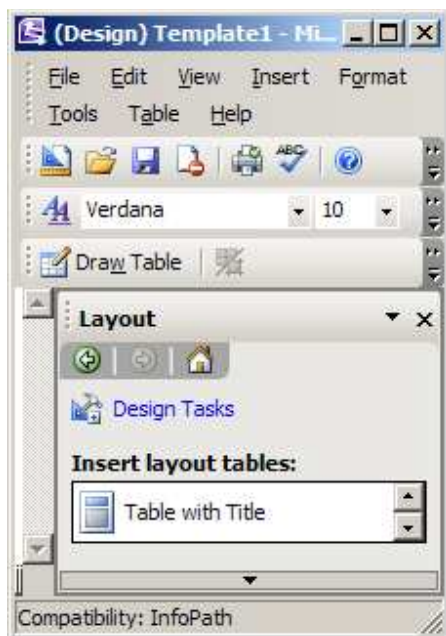 (Design) Template1 - Mi...
File Edit View Insert Format
Tools Table Help
ABC
Verdana 10
Draw Table
Layout
Design Tasks
Insert layout tables:
Table with Title
Compatibility: InfoPath